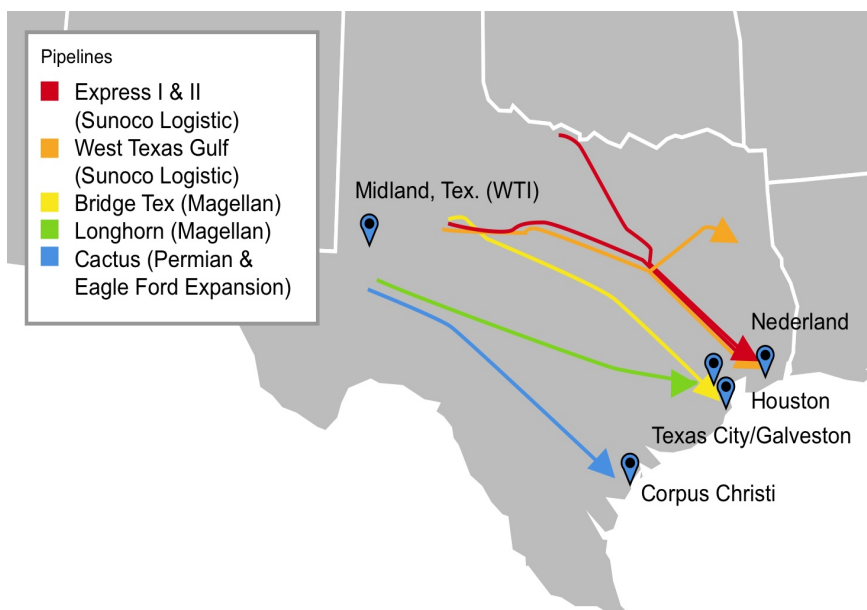 Pipelines
Express I & II
(Sunoco Logistic)
West Texas Gulf
(Sunoco Logistic)
Bridge Tex (Magellan)
Longhorn (Magellan)
Cactus (Permian &
Eagle Ford Expansion)
Midland, Tex. (WTI)
Nederland
Houston
Texas City/Galveston
Corpus Christi